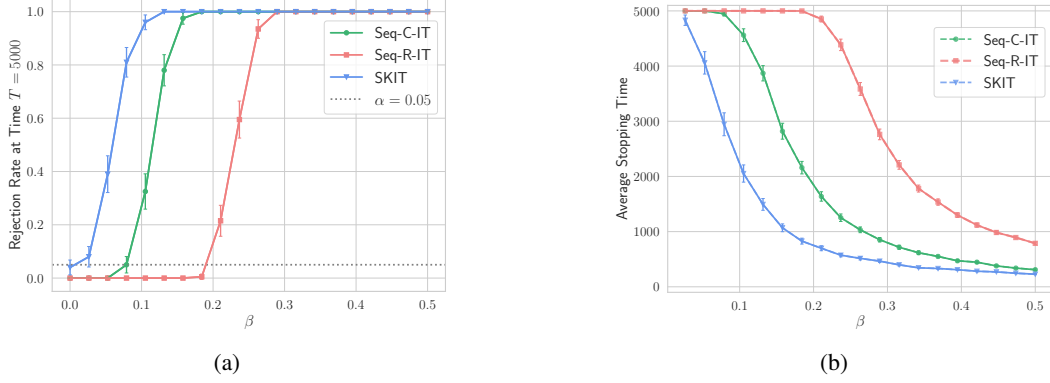 Rejection Rate at Time T = 5000
1.0
0.8
0.6
0.4
0.2
0.0
0.0
0.1
0.2
0.3
0.4
0.5
β
Seq-C-IT
Seq-R-IT
SKIT
α = 0.05
(a)
Average Stopping Time
5000
4000
3000
2000
1000
0
0.1
0.2
0.3
0.4
0.5
β
Seq-C-IT
Seq-R-IT
SKIT
(b)